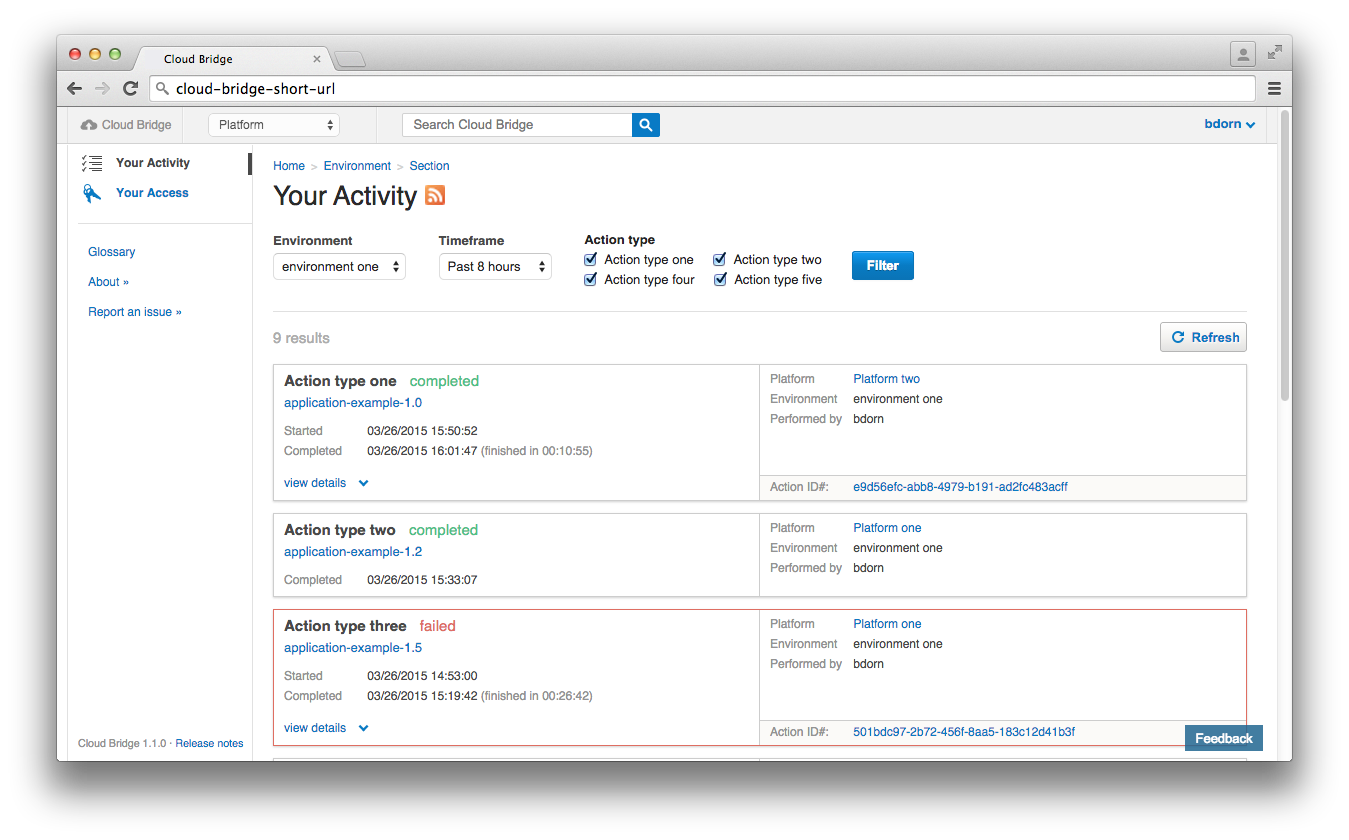 Cloud Bridge
cloud-bridge-short-url
Cloud Bridge
Platform
Search Cloud Bridge
bdorn
Your Activity
Your Access
Glossary
About »
Report an issue »
Cloud Bridge 1.1.0 · Release notes
Home > Environment > Section
Your Activity
Environment
environment one
Timeframe
Past 8 hours
Action type
Action type one Action type two
Action type four Action type five
Filter
9 results
Refresh
Action type one completed
application-example-1.0
Started 03/26/2015 15:50:52
Completed 03/26/2015 16:01:47 (finished in 00:10:55)
view details
Platform Platform two
Environment environment one
Performed by bdorn
Action ID#: e9d56efc-abb8-4979-b191-ad2fc483acff
Action type two completed
application-example-1.2
Completed 03/26/2015 15:33:07
Platform Platform one
Environment environment one
Performed by bdorn
Action type three failed
application-example-1.5
Started 03/26/2015 14:53:00
Completed 03/26/2015 15:19:42 (finished in 00:26:42)
view details
Platform Platform one
Environment environment one
Performed by bdorn
Action ID#: 501bdc97-2b72-456f-8aa5-183c12d41b3f
Feedback